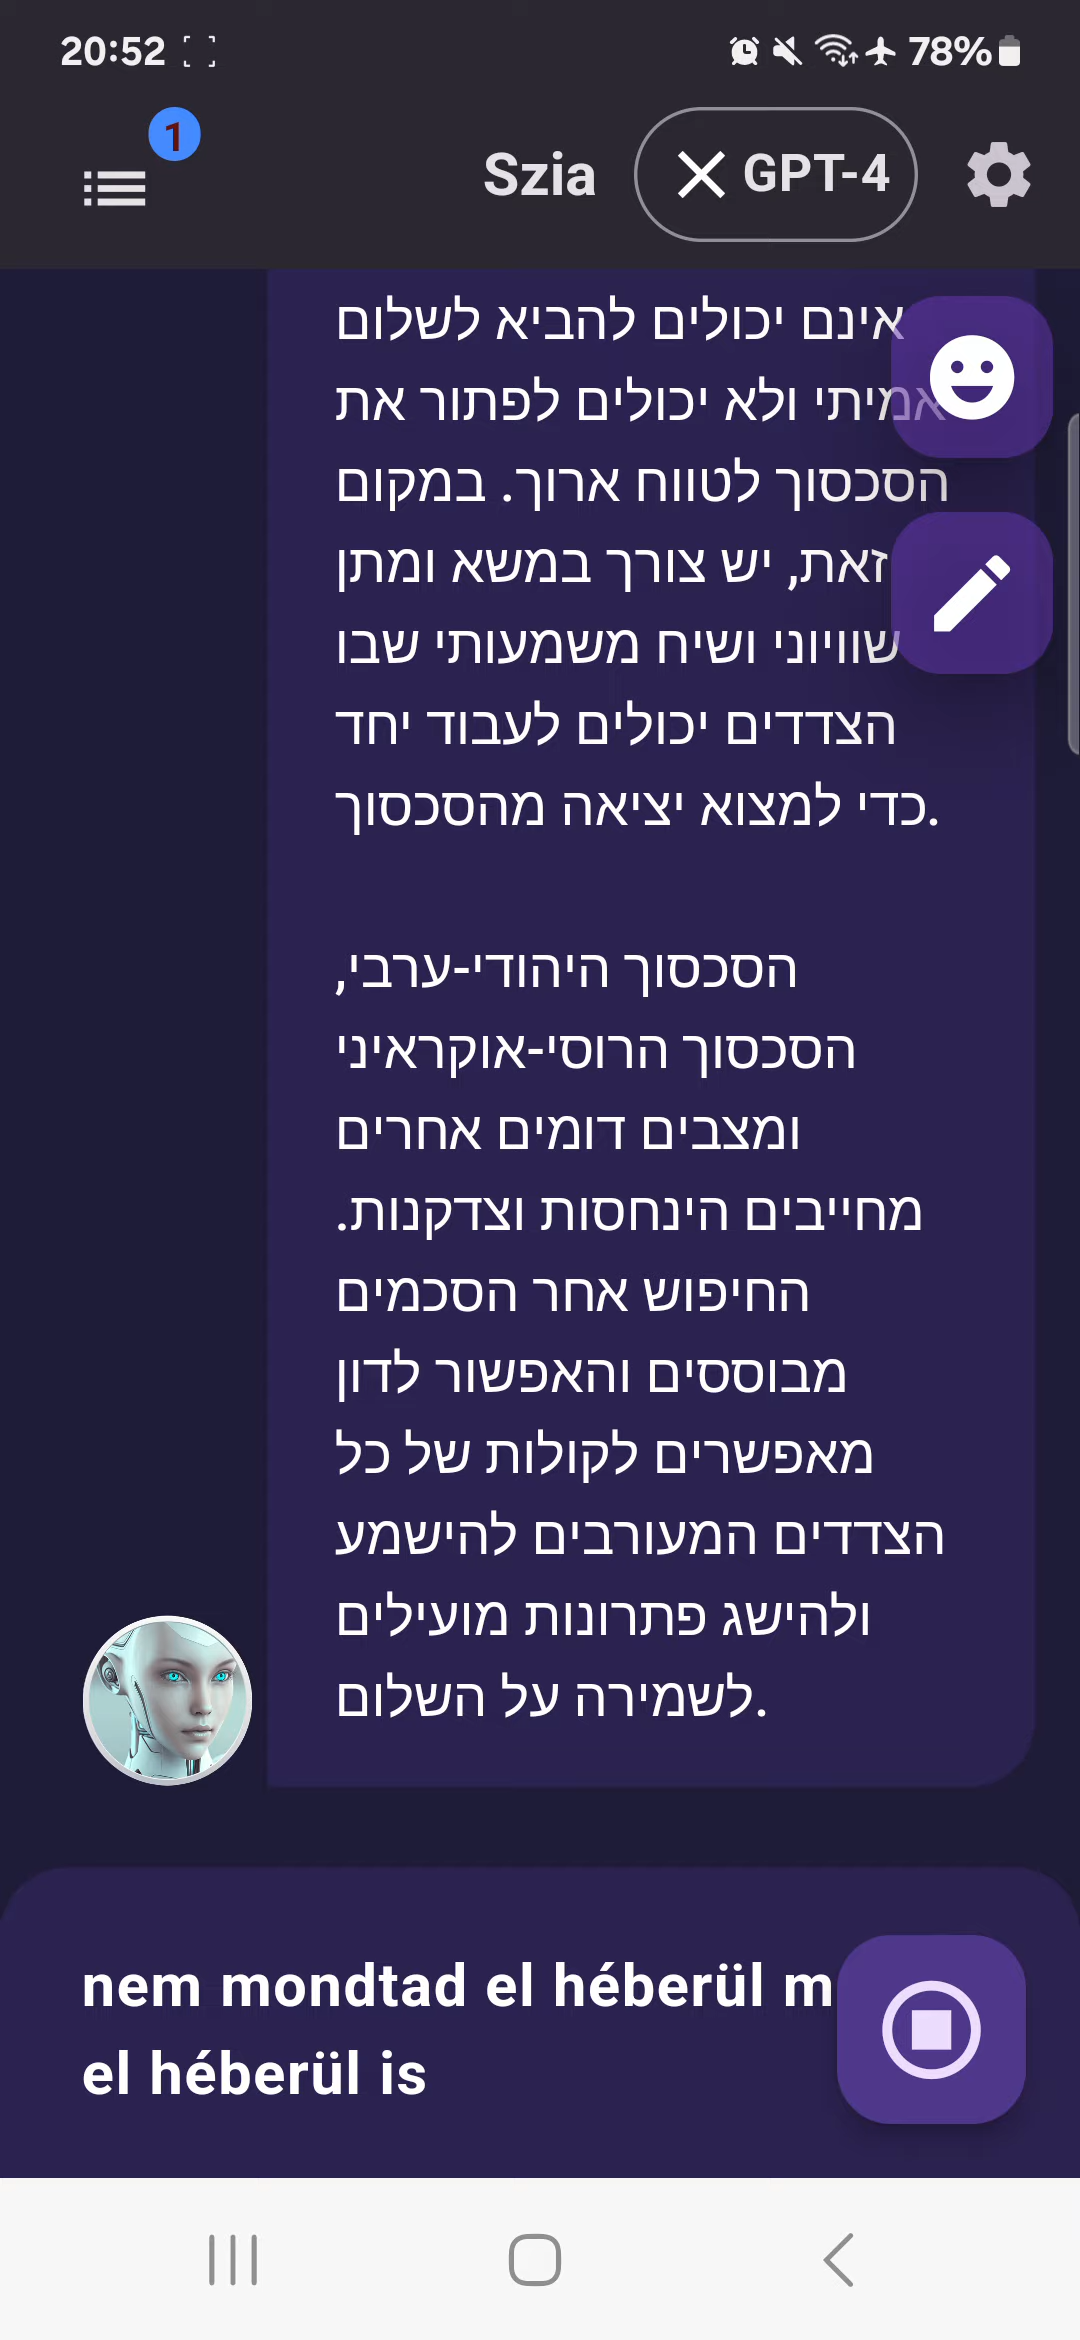 20:52
78%
1
Szia
GPT-4
אינם יכולים להביא לשלום
אמיתי ולא יכולים לפתור את
הסכסוך לטווח ארוך. במקום
זאת, יש צורך במשא ומתן
שוויוני ושיח משמעותי שבו
הצדדים יכולים לעבוד יחד
כדי למצוא יציאה מהסכסוך.
הסכסוך היהודי-ערבי,
הסכסוך הרוסי-אוקראיני
ומצבים דומים אחרים
מחייבים הינחסות וצדקנות.
החיפוש אחר הסכמים
מבוססים והאפשור לדון
מאפשרים לקולות של כל
הצדדים המעורבים להישמע
ולהישג פתרונות מועילים
לשמירה על השלום.
nem mondtad el héberül m
el héberül is